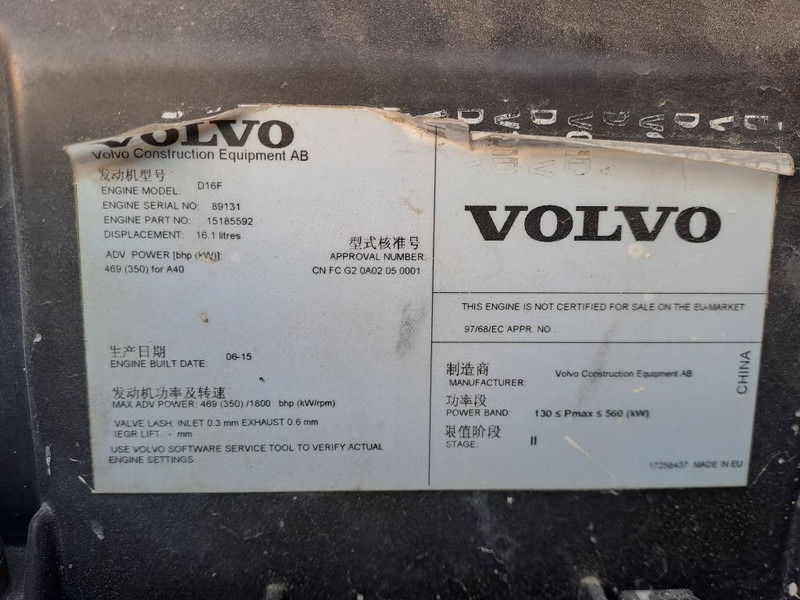 VOLVO
Volvo Construction Equipment AB
发动机型号
ENGINE MODEL: D16F
ENGINE SERIAL NO: 89131
ENGINE PART NO: 15185592
DISPLACEMENT: 16.1 litres
ADV. POWER [bhp (kW)]:
469 (350) for A40
型式核准号
APPROVAL NUMBER:
CN FC G2 0A02 05 0001
生产日期
ENGINE BUILT DATE: 06-15
发动机功率及转速
MAX ADV POWER: 469 (350) /1800 bhp (kW/rpm)
VALVE LASH: INLET 0.3 mm EXHAUST 0.6 mm
IEGR LIFT: - mm
USE VOLVO SOFTWARE SERVICE TOOL TO VERIFY ACTUAL
ENGINE SETTINGS
VOLVO
THIS ENGINE IS NOT CERTIFIED FOR SALE ON THE EU-MARKET
97/68/EC APPR. NO
制造商
MANUFACTURER: Volvo Construction Equipment AB
功率段
POWER BAND: 130 ≤ Pmax ≤ 560 (kW)
限值阶段
STAGE: II
CHINA
17258437 MADE IN EU